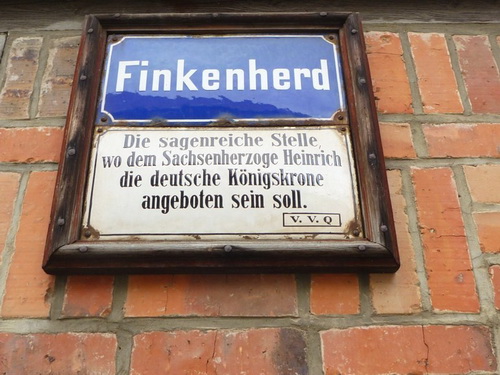 Finkenherd
Die sagenreiche Stelle,
wo dem Sachsenherzoge Heinrich
die deutsche Königskrone
angeboten sein soll.
V. V. Q